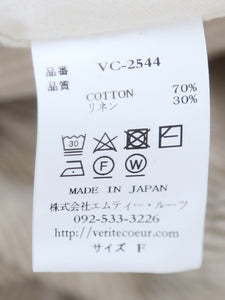 品番 VC-2544
品質
COTTON 70%
リネン 30%
30
P F W
MADE IN JAPAN
株式会社エムティー・ルーツ
092-533-3226
http://veritecoeur.com
サイズ F